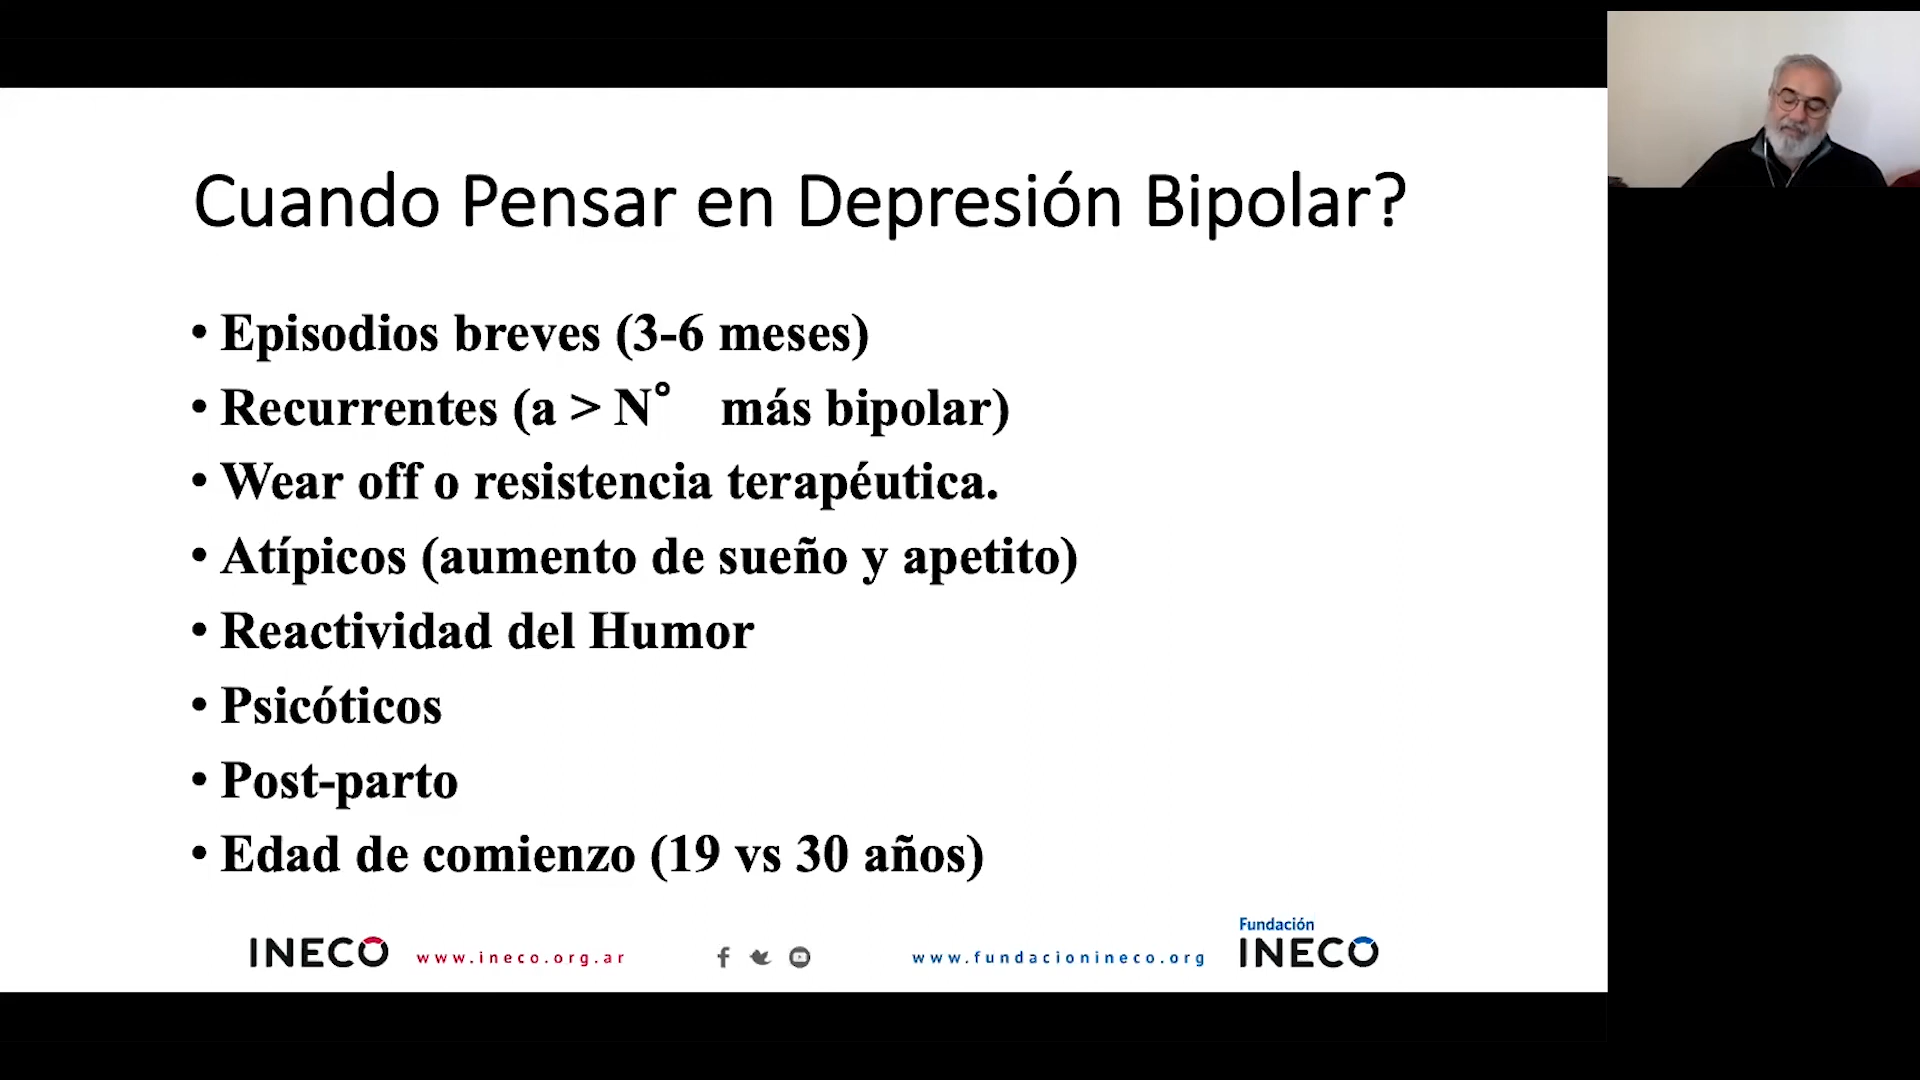 Cuando Pensar en Depresión Bipolar?
• Episodios breves (3-6 meses)
• Recurrentes (a > N° más bipolar)
• Wear off o resistencia terapéutica.
• Atípicos (aumento de sueño y apetito)
• Reactividad del Humor
• Psicóticos
• Post-parto
• Edad de comienzo (19 vs 30 años)
INECO www.ineco.org.ar www.fundacionineco.org Fundación INECO